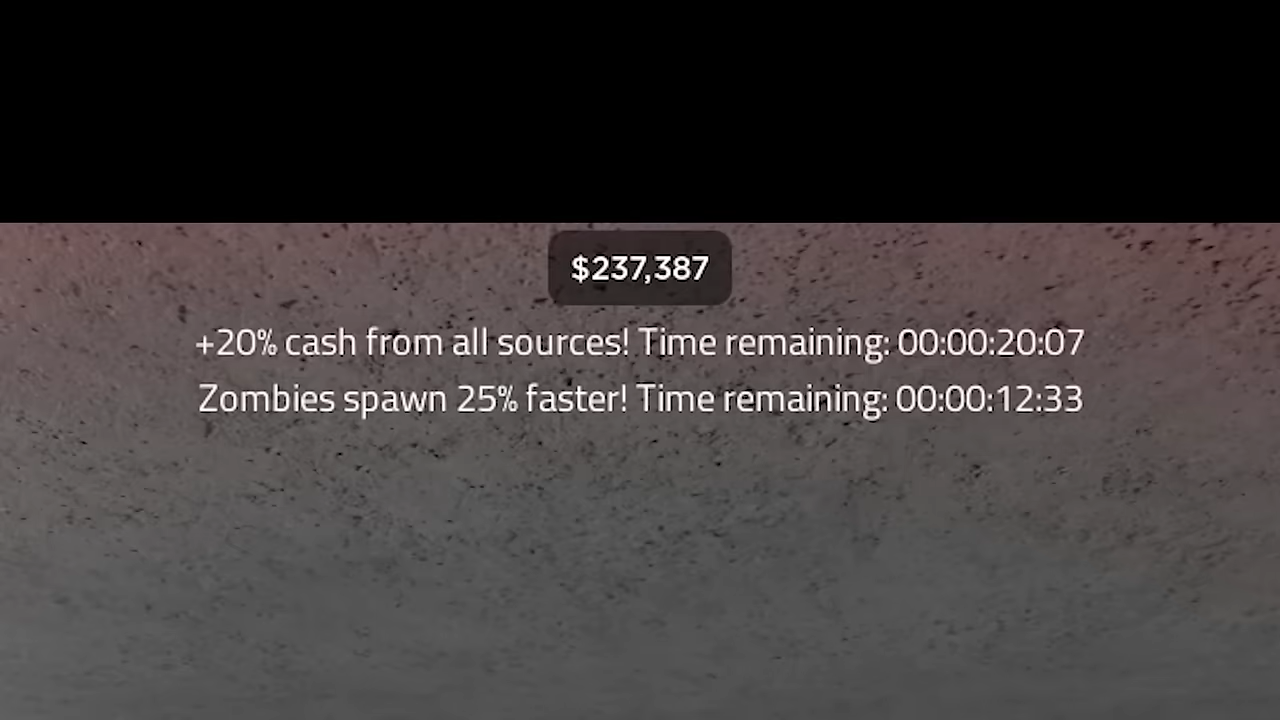 $237,387
+20% cash from all sources! Time remaining: 00:00:20:07
Zombies spawn 25% faster! Time remaining: 00:00:12:33